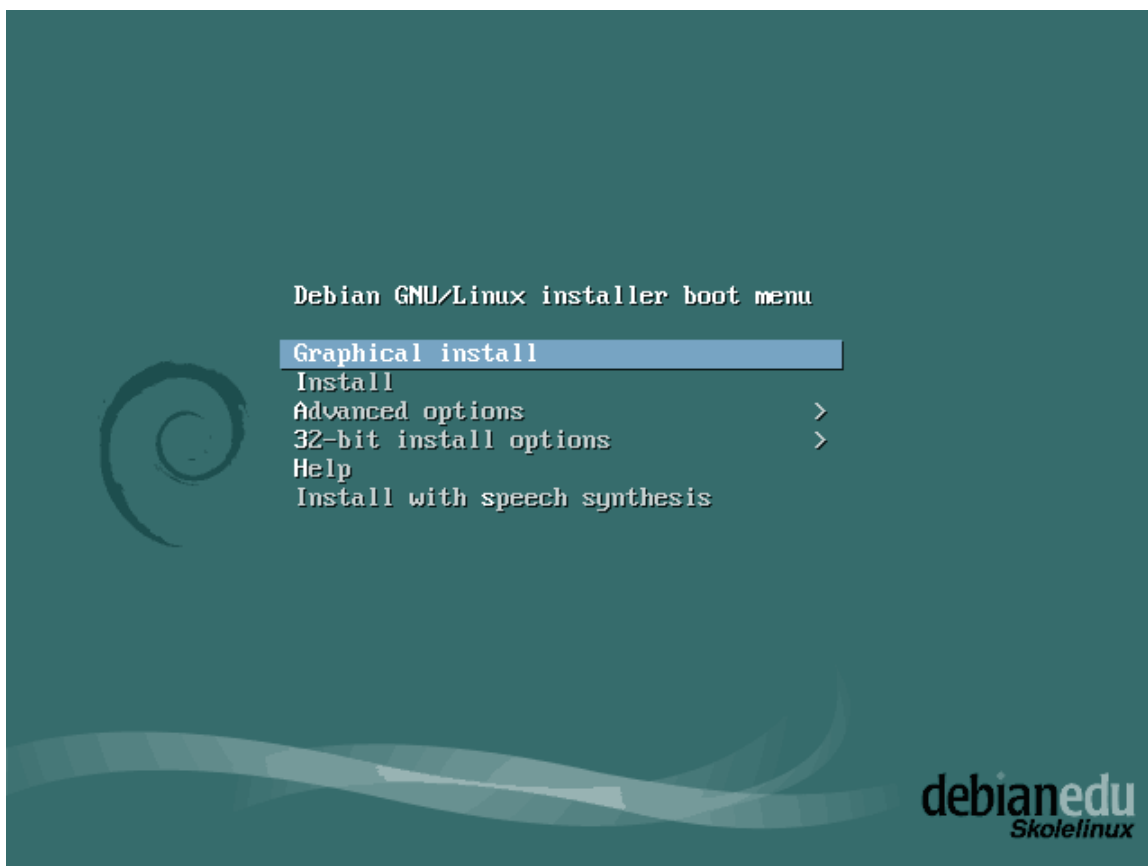 Debian GNU/Linux installer boot menu
Graphical install
Install
Advanced options >
32-bit install options >
Help
Install with speech synthesis
debianedu
Skolelinux